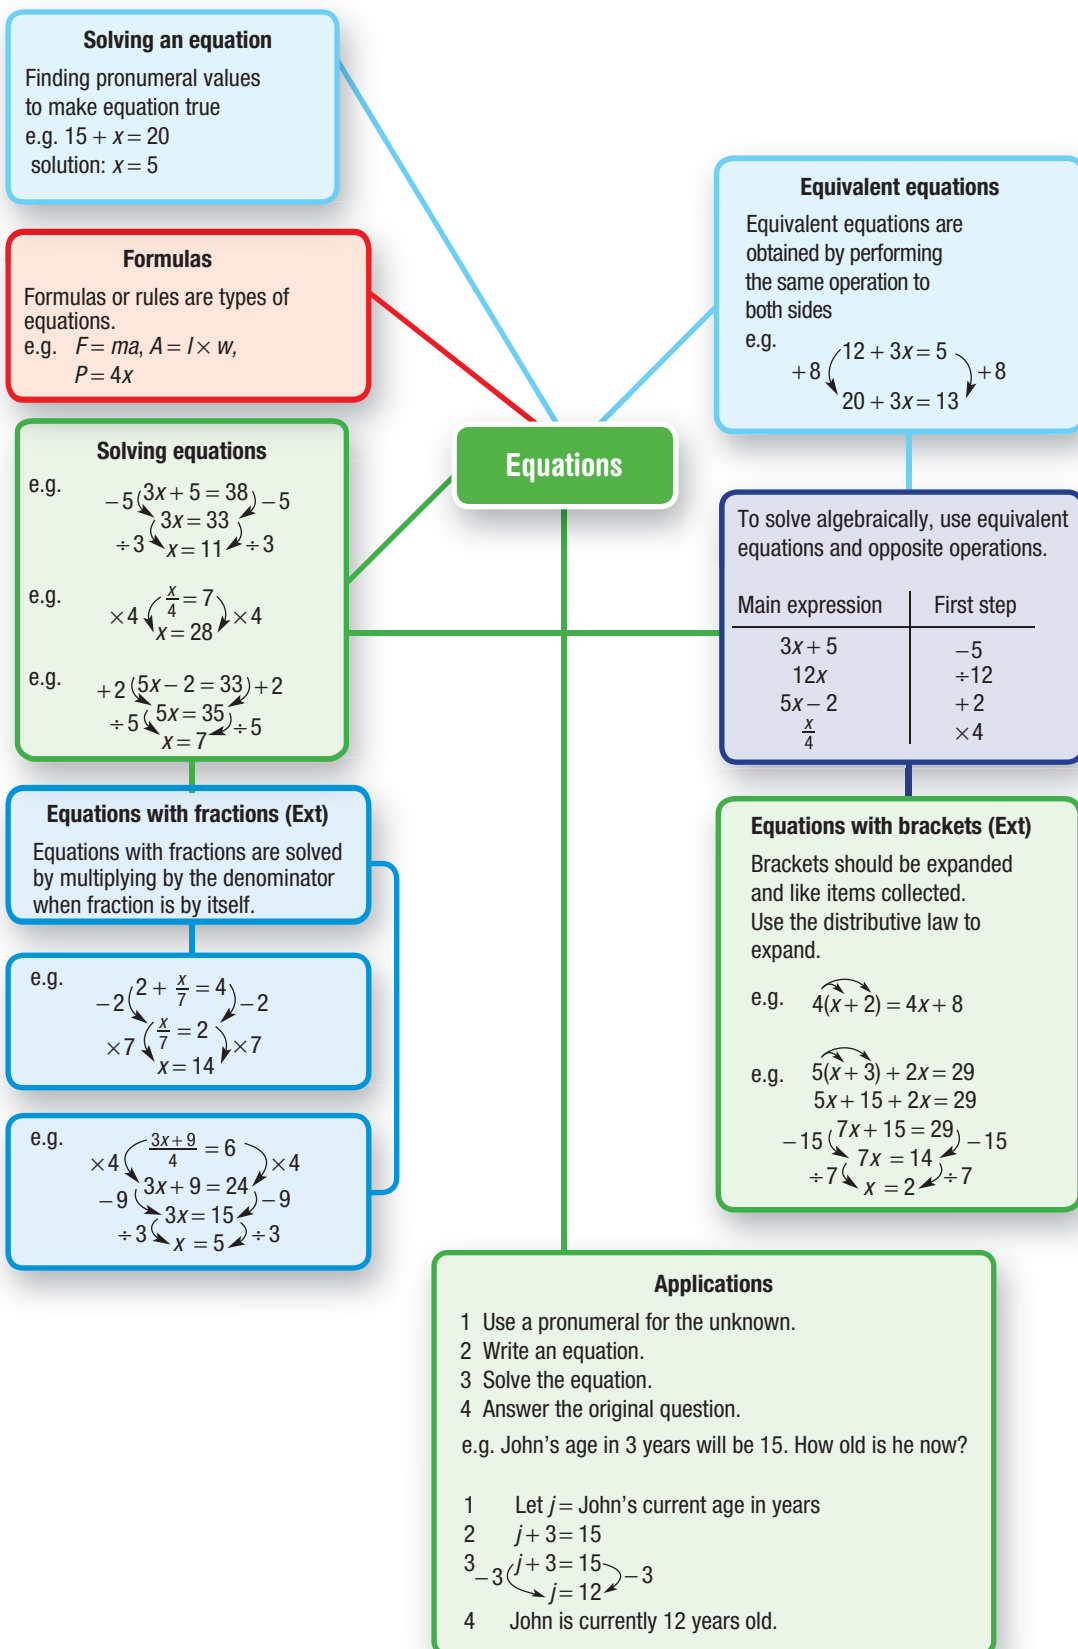 Solving an equation
Finding pronumeral values
to make equation true
e.g. 15 + x = 20
solution: x = 5
Formulas
Formulas or rules are types of
equations.
e.g. F = ma, A = l × w,
P = 4x
Solving equations
e.g.
−5 3x + 5 = 38 −5
3x = 33
÷3 x = 11 ÷3
e.g.
x/4 = 7
×4 ×4
x = 28
e.g.
+2 5x − 2 = 33 +2
5x = 35
÷5 ÷5
x = 7
Equations with fractions (Ext)
Equations with fractions are solved
by multiplying by the denominator
when fraction is by itself.
e.g.
−2 2 + x/7 = 4 −2
x/7 = 2
×7 ×7
x = 14
e.g.
(3x + 9)/4 = 6
×4 ×4
3x + 9 = 24
−9 −9
3x = 15
÷3 x = 5 ÷3
Equations
Equivalent equations
Equivalent equations are
obtained by performing
the same operation to
both sides
e.g.
12 + 3x = 5
+8 +8
20 + 3x = 13
To solve algebraically, use equivalent
equations and opposite operations.
Main expression First step
3x + 5 −5
12x ÷12
5x − 2 +2
x/4 ×4
Equations with brackets (Ext)
Brackets should be expanded
and like items collected.
Use the distributive law to
expand.
e.g. 4(x + 2) = 4x + 8
e.g. 5(x + 3) + 2x = 29
5x + 15 + 2x = 29
−15 7x + 15 = 29 −15
7x = 14
÷7 x = 2 ÷7
Applications
1 Use a pronumeral for the unknown.
2 Write an equation.
3 Solve the equation.
4 Answer the original question.
e.g. John’s age in 3 years will be 15. How old is he now?
1 Let j = John’s current age in years
2 j + 3 = 15
3 j + 3 = 15
−3 −3
j = 12
4 John is currently 12 years old.